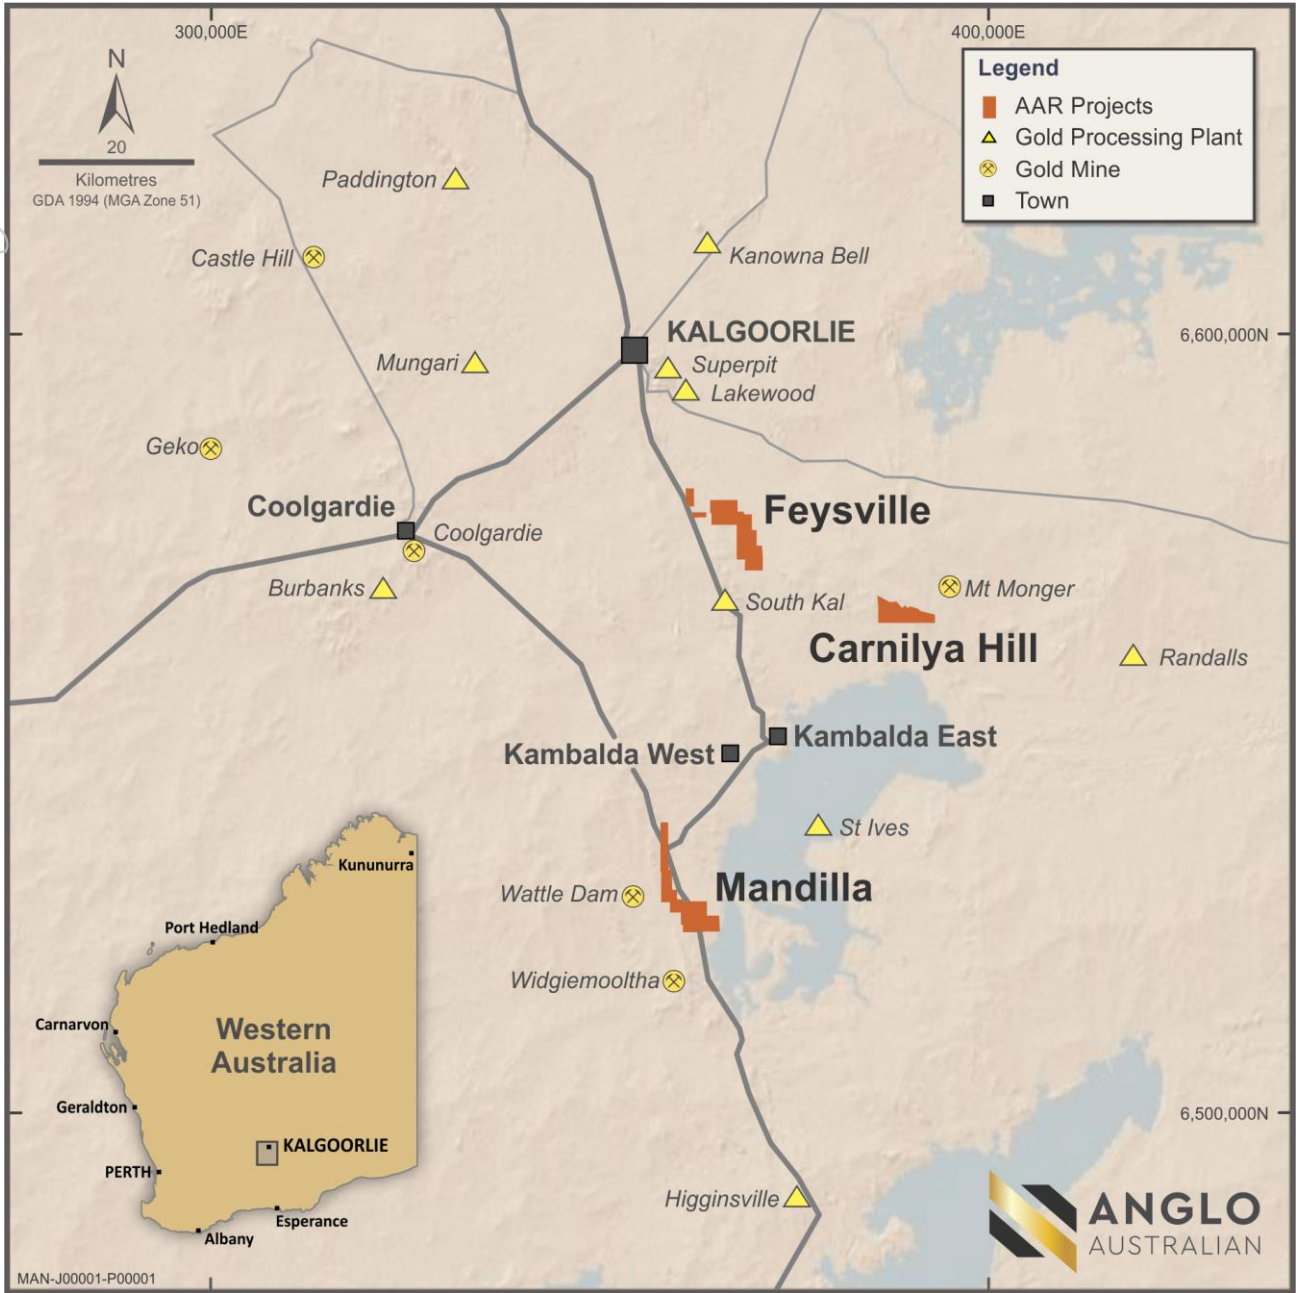 300,000E
400,000E
N
20
Kilometres
GDA 1994 (MGA Zone 51)
Legend
AAR Projects
Gold Processing Plant
Gold Mine
Town
Paddington
Castle Hill
Kanowna Bell
KALGOORLIE
6,600,000N
Superpit
Mungari
Lakewood
Geko
Coolgardie
Feysville
Coolgardie
Burbanks
South Kal
Mt Monger
Carnilya Hill
Randalls
Kambalda East
Kambalda West
St Ives
Mandilla
Wattle Dam
Widgiemooltha
Kununurra
Port Hedland
Carnarvon
Western
Australia
Geraldton
KALGOORLIE
PERTH
Esperance
Albany
6,500,000N
Higginsville
ANGLO
AUSTRALIAN
MAN-J00001-P00001